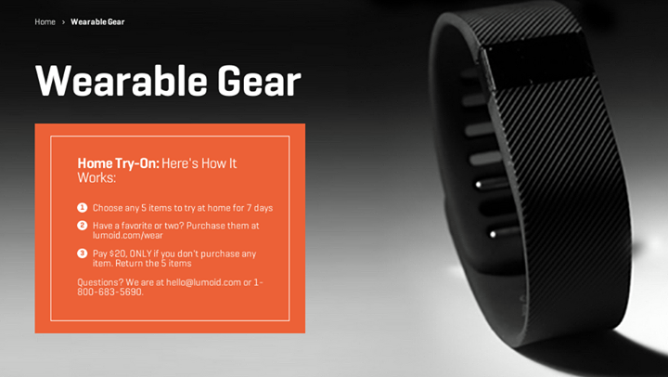 Home › Wearable Gear
Wearable Gear
Home Try-On: Here's How It
Works:
1 Choose any 5 items to try at home for 7 days
2 Have a favorite or two? Purchase them at
lumoid.com/wear
3 Pay $20, ONLY if you don't purchase any
item. Return the 5 items
Questions? We are at hello@lumoid.com or 1-
800-683-5690.